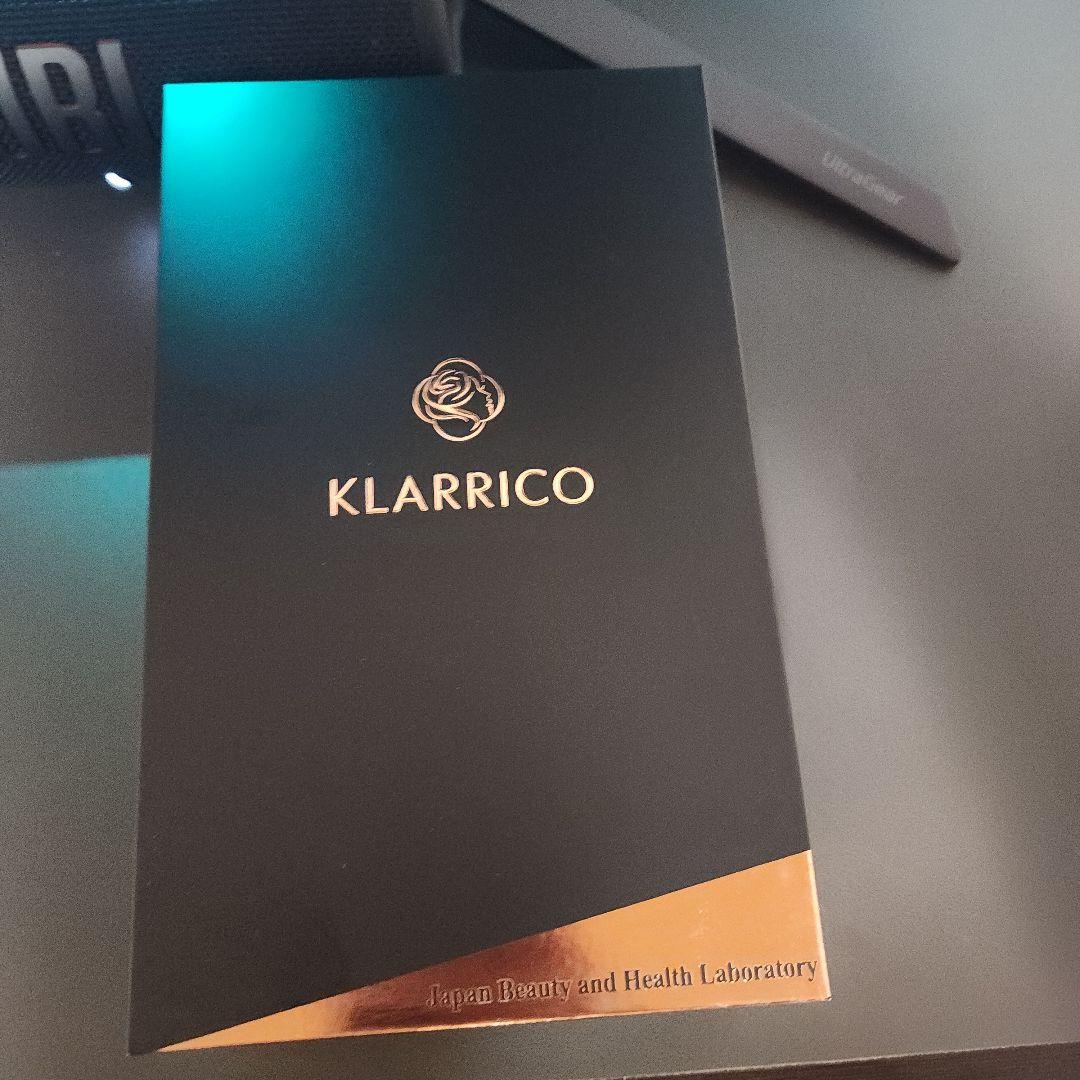 UltraGear
KLARRICO
Japan Beauty and Health Laboratory